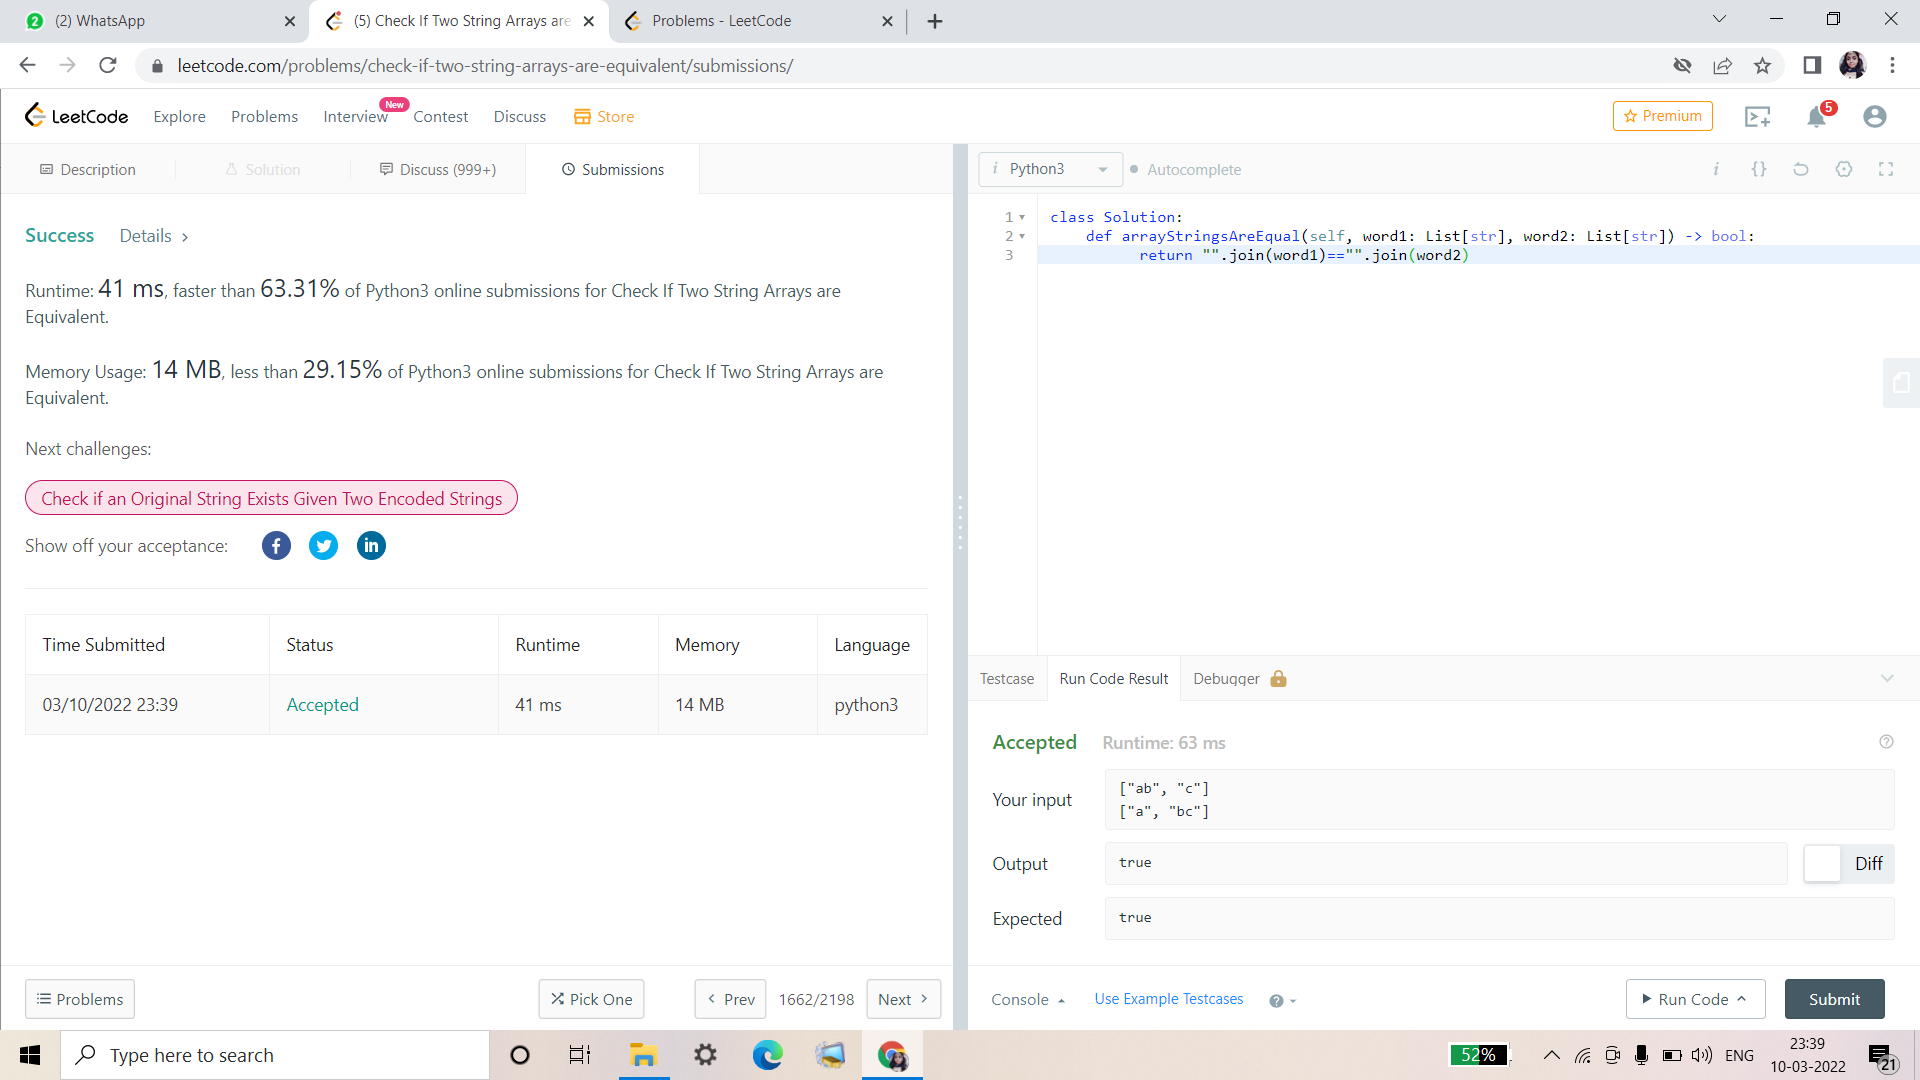 (2) WhatsApp
(5) Check If Two String Arrays are
Problems - LeetCode
leetcode.com/problems/check-if-two-string-arrays-are-equivalent/submissions/
LeetCode
Explore
Problems
Interview
New
Contest
Discuss
Store
Premium
5
Description
Solution
Discuss (999+)
Submissions
Success
Details >
Runtime: 41 ms, faster than 63.31% of Python3 online submissions for Check If Two String Arrays are
Equivalent.
Memory Usage: 14 MB, less than 29.15% of Python3 online submissions for Check If Two String Arrays are
Equivalent.
Next challenges:
Check if an Original String Exists Given Two Encoded Strings
Show off your acceptance:
Time Submitted Status Runtime Memory Language
03/10/2022 23:39 Accepted 41 ms 14 MB python3
Problems
Pick One
< Prev
1662/2198
Next >
i Python3
Autocomplete
i {}
1 class Solution:
2 def arrayStringsAreEqual(self, word1: List[str], word2: List[str]) -> bool:
3 return "".join(word1)=="".join(word2)
Testcase
Run Code Result
Debugger
Accepted Runtime: 63 ms
Your input
["ab", "c"]
["a", "bc"]
Output
true
Diff
Expected
true
Console
Use Example Testcases
Run Code
Submit
Type here to search
52%
ENG
23:39
10-03-2022
21